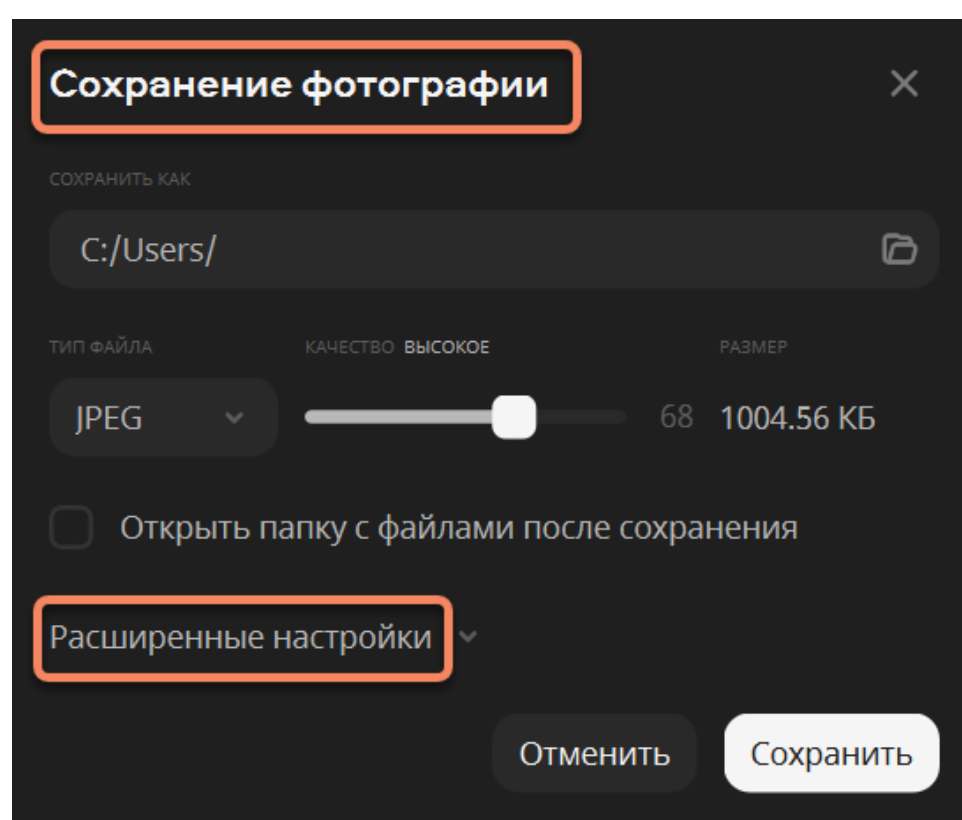 Сохранение фотографии
СОХРАНИТЬ КАК
C:/Users/
ТИП ФАЙЛА КАЧЕСТВО ВЫСОКОЕ РАЗМЕР
JPEG 68 1004.56 КБ
Открыть папку с файлами после сохранения
Расширенные настройки
Отменить Сохранить